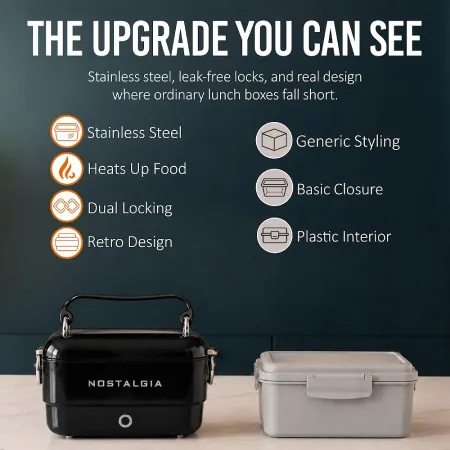 THE UPGRADE YOU CAN SEE
Stainless steel, leak-free locks, and real design
where ordinary lunch boxes fall short.
Stainless Steel
Heats Up Food
Dual Locking
Retro Design
Generic Styling
Basic Closure
Plastic Interior
NOSTALGIA